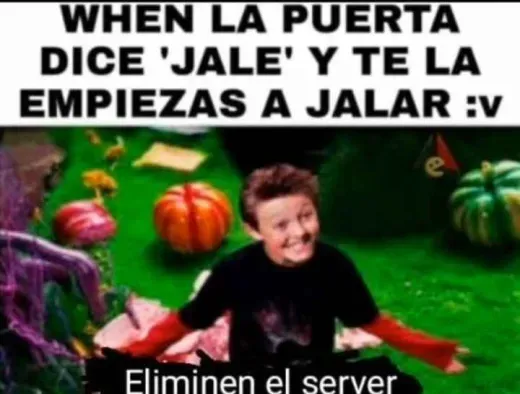 WHEN LA PUERTA
DICE 'JALE' Y TE LA
EMPIEZAS A JALAR :v
e
Eliminen el server